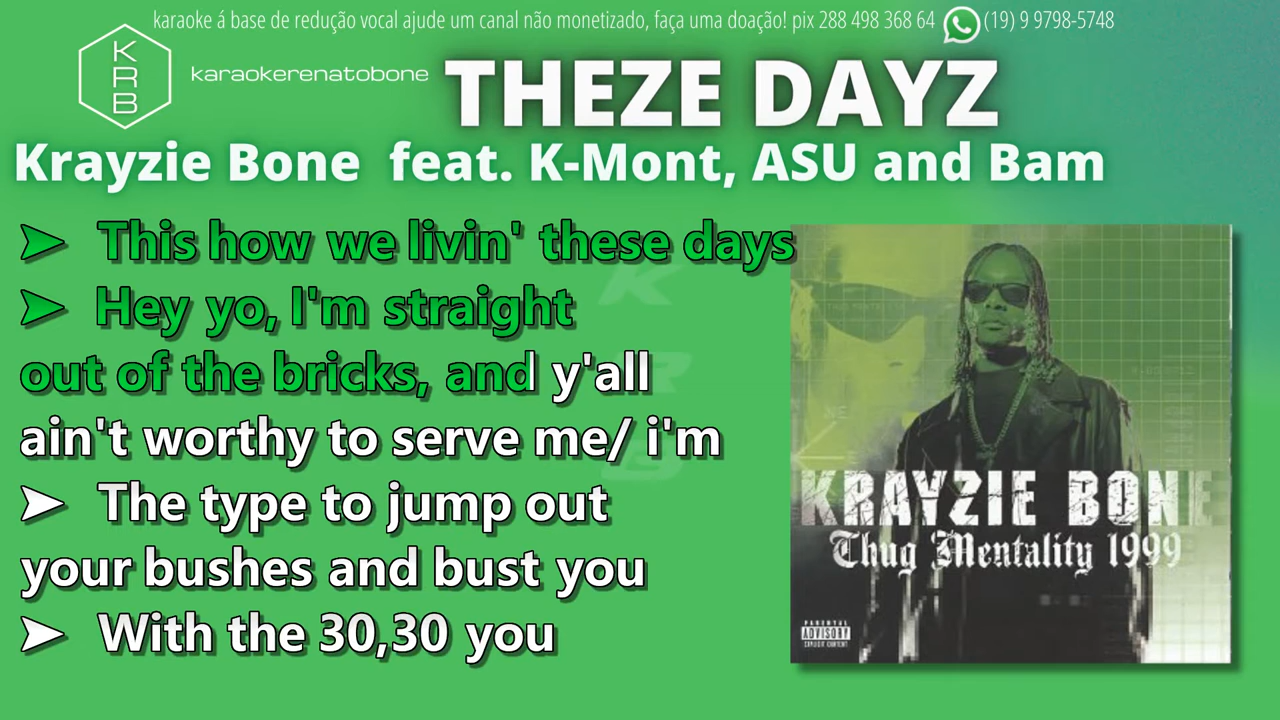 karaoke á base de redução vocal ajude um canal não monetizado, faça uma doação! pix 288 498 368 64 (19) 9 9798-5748
KRB
karaokerenatobone
THEZE DAYZ
Krayzie Bone feat. K-Mont, ASU and Bam
➤ This how we livin' these days
➤ Hey yo, I'm straight
out of the bricks, and y'all
ain't worthy to serve me/ i'm
➤ The type to jump out
your bushes and bust you
➤ With the 30,30 you
KRB
KRAYZIE BONE
Thug Mentality 1999
PARENTAL
ADVISORY
EXPLICIT CONTENT